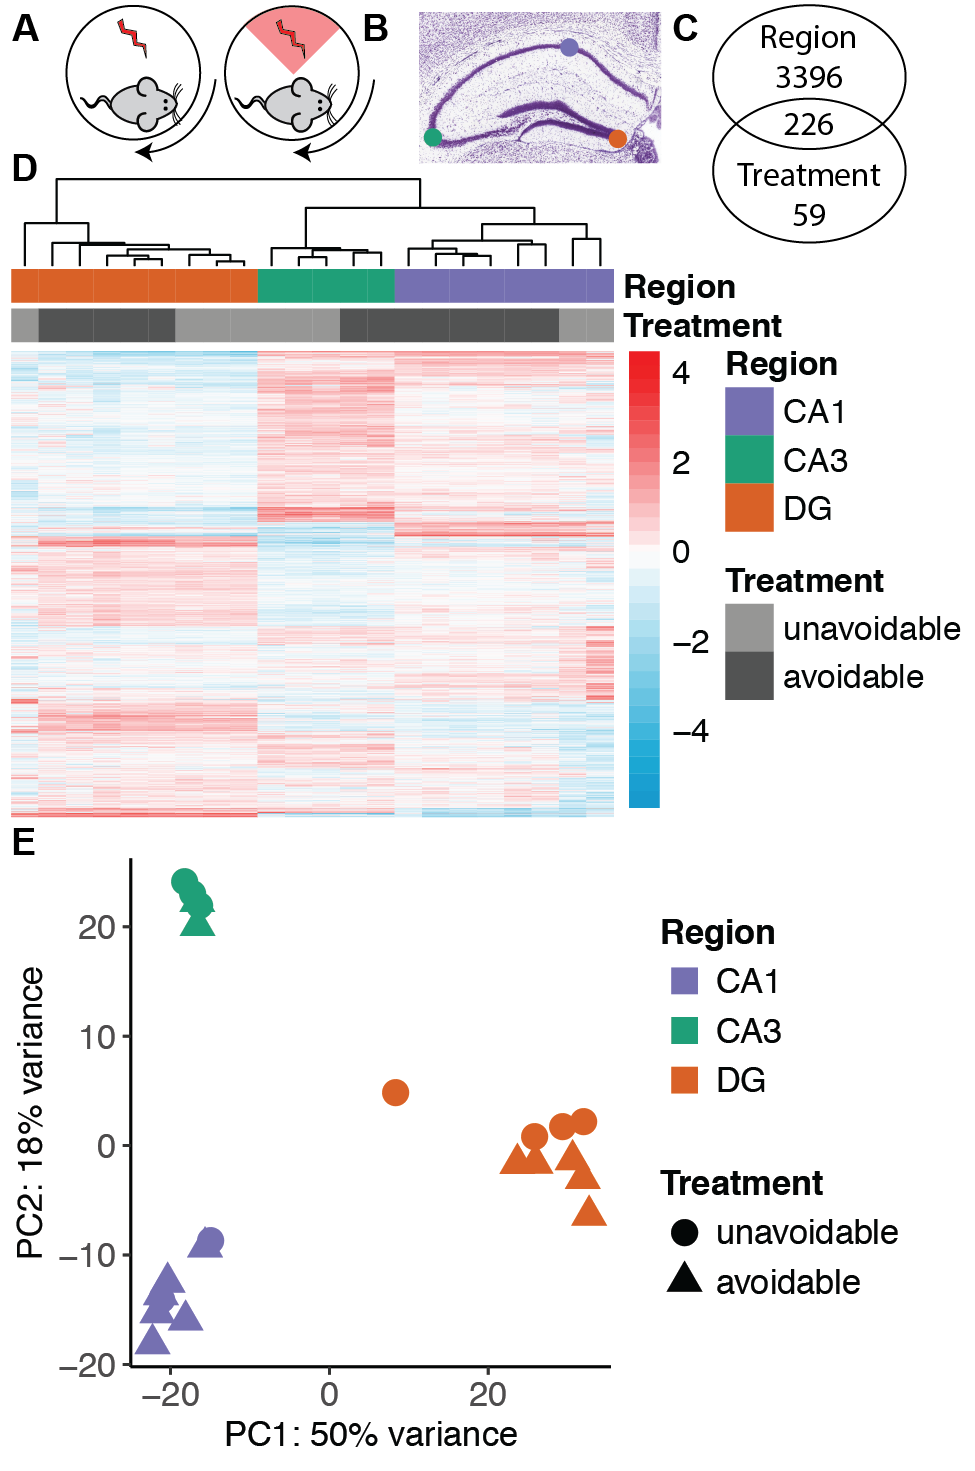 A
B
C
Region
3396
226
Treatment
59
D
Region
Treatment
4
2
0
−2
−4
Region
CA1
CA3
DG
Treatment
unavoidable
avoidable
E
PC2: 18% variance
20
10
0
−10
−20
−20
0
20
PC1: 50% variance
Region
CA1
CA3
DG
Treatment
unavoidable
avoidable